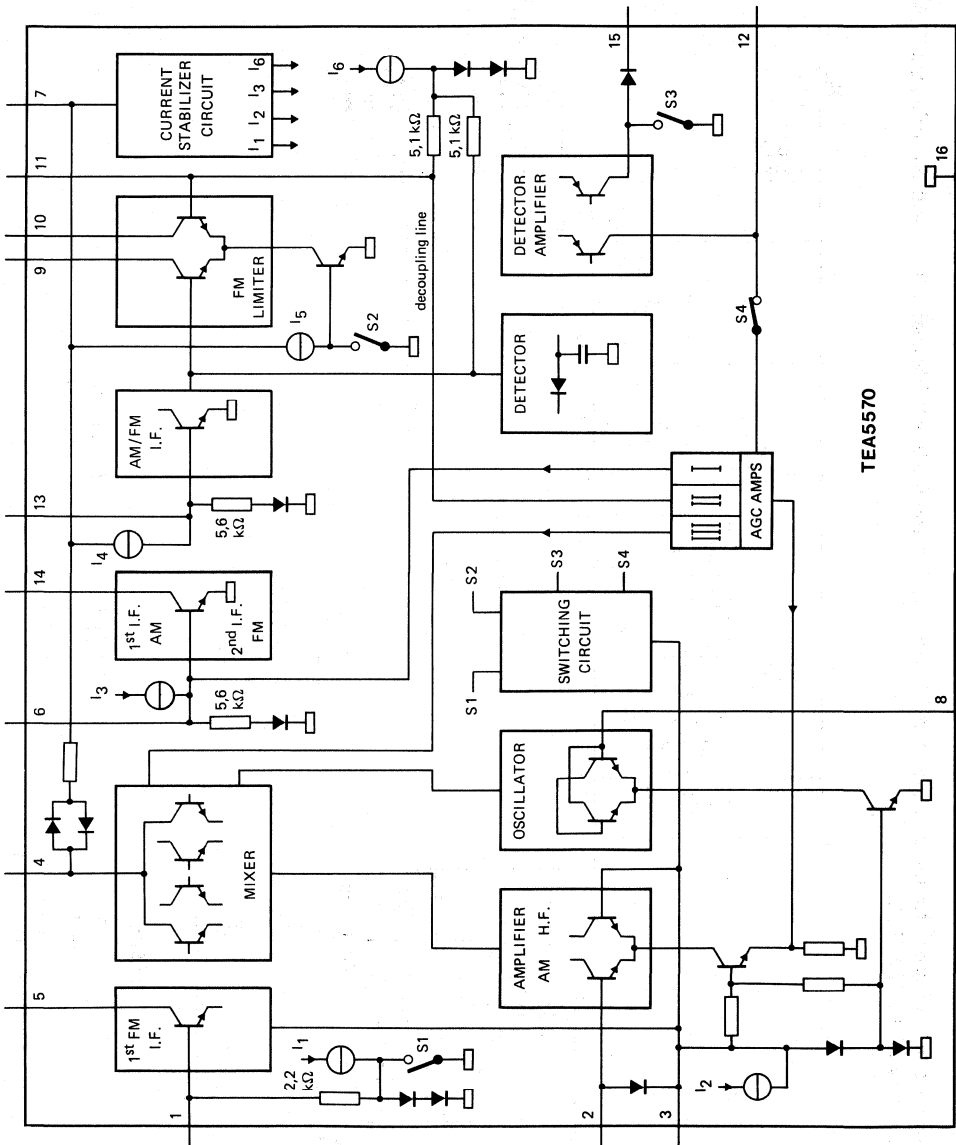 7
11
10
9
13
14
6
4
5
1
CURRENT
STABILIZER
CIRCUIT
I1 I2 I3 I6
I6
5,1 kΩ
5,1 kΩ
FM
LIMITER
decoupling line
I5
S2
AM/FM
I.F.
I4
5,6
kΩ
1st I.F.
AM
2nd I.F.
FM
I3
5,6
kΩ
MIXER
1st FM
I.F.
2,2
kΩ
I1
S1
15
12
S3
DETECTOR
AMPLIFIER
S4
DETECTOR
16
III II I
AGC AMPS
TEA5570
S1
S2
S3
S4
SWITCHING
CIRCUIT
OSCILLATOR
8
AMPLIFIER
AM H.F.
2
3
I2